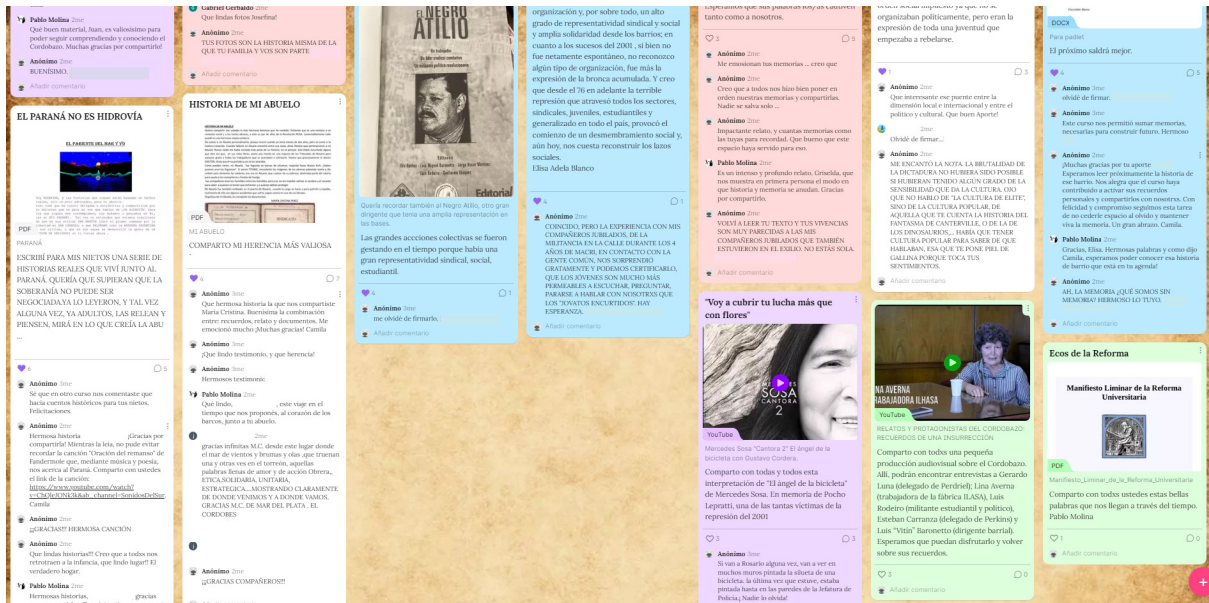 Pablo Molina 2me
Qué buen material, Juan, es valiosísimo para
poder seguir comprendiendo y conociendo el
Cordobazo. Muchas gracias por compartirlo!
Anónimo 2me
BUENÍSIMO.
Añadir comentario
EL PARANÁ NO ES HIDROVÍA
EL PARIENTE DEL MAR Y YO
PDF
PARANÁ
ESCRIBÍ PARA MIS NIETOS UNA SERIE DE
HISTORIAS REALES QUE VIVÍ JUNTO AL
PARANÁ. QUERÍA QUE SUPIERAN QUE LA
SOBERANÍA NO PUEDE SER
NEGOCIADA.YA LO LEYERON, Y TAL VEZ
ALGUNA VEZ, YA ADULTOS, LAS RELEAN Y
PIENSEN, MIRÁ EN LO QUE CREÍA LA ABU
...
6
5
Anónimo 3me
Sé que en otro curso nos comentaste que
hacía cuentos históricos para tus nietos.
Felicitaciones.
Anónimo 2me
Hermosa historia ¡Gracias por
compartirla! Mientras la leia, no pude evitar
recordar la canción "Oración del remanso" de
Fandermole que, mediante música y poesía,
nos acerca al Paraná. Comparto con ustedes
el link de la canción:
Camila
Anónimo 2me
¡¡GRACIAS!!! HERMOSA CANCIÓN
Anónimo 2me
Que lindas historias!!! Creo que a todxs nos
retrotraen a la infancia, que lindo lugar!! El
verdadero hogar.
Pablo Molina 2me
Hermosas historias, gracias
Gabriel Gerbaldo 2me
Que lindas fotos Josefina!
Anónimo 2me
TUS FOTOS SON LA HISTORIA MISMA DE LA
QUE TU FAMILIA Y VOS SON PARTE
Añadir comentario
HISTORIA DE MI ABUELO
PDF
MI ABUELO
COMPARTO MI HERENCIA MÁS VALIOSA
.
4
7
Anónimo 3me
Que hermosa historia la que nos compartiste
Maria Cristina. Buenísima la combinación
entre: recuerdos, relato y documentos. Me
emocionó mucho ¡Muchas gracias! Camila
Anónimo 3me
¡Que lindo testimonio, y que herencia!
Anónimo 3me
Hermosos testimonic
Pablo Molina 2me
Qué lindo, , este viaje en el
tiempo que nos proponés, al corazón de los
barcos, junto a tu abuelo.
2me
gracias infinitas M.C. desde este lugar donde
el mar de vientos y brumas y olas ,que truenan
una y otras ves en el torreón, aquellas
palabras llenas de amor y de acción Obrera,,
ETICA,SOLIDARIA, UNITARIA,
ESTRATEGICA....MOSTRANDO CLARAMENTE
DE DONDE VENIMOS Y A DONDE VAMOS.
GRACIAS M.C. DE MAR DEL PLATA . EL
CORDOBES
Anónimo 2me
¡¡GRACIAS COMPAÑEROS!!!
EL NEGRO
ATILIO
Editorial
Quería recordar también al Negro Atilio, otro gran
dirigente que tenia una amplia representación en
las bases.
Las grandes accciones colectivas se fueron
gestando en el tiempo porque habia una
gran representatividad sindical, social,
estudiantil.
4
1
Anónimo 3me
me olvidé de firmarlo.
Añadir comentario
organización y, por sobre todo, un alto
grado de representatividad sindical y social
y amplia solidaridad desde los barrios; en
cuanto a los sucesos del 2001 , si bien no
fue netamente espontáneo, no reconozco
algún tipo de organización, fue más la
expresión de la bronca acumulada. Y creo
que desde el 76 en adelante la terrible
represión que atravesó todos los sectores,
sindicales, juveniles, estudiantiles y
generalizado en todo el país, provocó el
comienzo de un desmembramiento social y,
aún hoy, nos cuesta reconstruir los lazos
sociales.
Elisa Adela Blanco
4
1
Anónimo 2me
COINCIDO, PERO LA EXPERIENCIA CON MIS
COMPAÑEROS JUBILADOS, DE LA
MILITANCIA EN LA CALLE DURANTE LOS 4
AÑOS DE MACRI, EN CONTACTO CON LA
GENTE COMÚN, NOS SORPRENDIÓ
GRATAMENTE Y PODEMOS CERTIFICARLO,
QUE LOS JÓVENES SON MUCHO MÁS
PERMEABLES A ESCUCHAR, PREGUNTAR,
PARARSE A HABLAR CON NOSOTRXS QUE
LOS "JOVATOS ENCURTIDOS". HAY
ESPERANZA.
Añadir comentario
tanto como a nosotros.
3
5
Anónimo 2me
Me emosionan tus memorias ... creo que
Anónimo 2me
Creo que a todos nos hizo bien poner en
orden nuestras memorias y compartirlas.
Nadie se salva solo ...
Anónimo 2me
Impactante relato, y cuantas memorias como
las tuyas para recordad. Que bueno que este
espacio haya servido para eso.
Pablo Molina 2me
Es un intenso y profundo relato, Griselda, que
nos muestra en primera persona el modo en
que historia y memoria se anudan. Gracias
por compartirlo.
Anónimo 2me
VOLVÍ A LEER TU TEXTO Y TUS VIVENCIAS
SON MUY PARECIDAS A LAS MIS
COMPAÑEROS JUBILADOS QUE TAMBIÉN
ESTUVIERON EN EL EXILIO. NO ESTÁS SOLA.
Añadir comentario
"Voy a cubrir tu lucha más que
con flores"
MERCEDES
SOSA
CANTORA
2
YouTube
Mercedes Sosa "Cantora 2" El ángel de la
bicicleta con Gustavo Cordera.
Comparto con todas y todos esta
interpretación de "El ángel de la bicicleta"
de Mercedes Sosa. En memoria de Pocho
Lepratti, una de las tantas víctimas de la
represión del 2001
3
3
Anónimo 3me
Si van a Rosario alguna vez, van a ver en
muchos muros pintada la silueta de una
bicicleta. la última vez que estuve, estaba
pintada hasta en las paredes de la Jefatura de
Policía¡ Nadie lo olvida!
organizaban políticamente, pero eran la
expresión de toda una juventud que
empezaba a rebelarse.
1
3
Anónimo 2me
Que interesante ese puente entre la
dimensión local e internacional y entre el
político y cultural. Que buen Aporte!
2me
Olvidé de firmar...
Anónimo 2me
ME ENCANTÓ LA NOTA. LA BRUTALIDAD DE
LA DICTADURA NO HUBIERA SIDO POSIBLE
SI HUBIERAN TENIDO ALGÚN GRADO DE LA
SENSIBILIDAD QUE DA LA CULTURA. OJO
QUE NO HABLO DE "LA CULTURA DE ELITE",
SINO DE LA CULTURA POPULAR, DE
AQUELLA QUE TE CUENTA LA HISTORIA DEL
FANTASMA DE CANTERVILLE, O DE LA DE
LOS DINOSAURIOS,... HABÍA QUE TENER
CULTURA POPULAR PARA SABER DE QUE
HABLABAN, ESA QUE TE PONE PIEL DE
GALLINA PORQUE TOCA TUS
SENTIMIENTOS.
Añadir comentario
NA AVERNA
RABAJADORA ILHASA
YouTube
RELATOS Y PROTAGONISTAS DEL CORDOBAZO:
RECUERDOS DE UNA INSURRECCIÓN
Comparto con todxs una pequeña
producción audiovisual sobre el Cordobazo.
Allí, podrán encontrar entrevistas a Gerardo
Luna (delegado de Perdriel); Lina Averna
(trabajadora de la fábrica ILASA), Luis
Rodeiro (militante estudiantil y político),
Esteban Carranza (delegado de Perkins) y
Luis "Vitin" Baronetto (dirigente barrial).
Esperamos que puedan disfrutarlo y volver
sobre sus recuerdos.
3
0
Añadir comentario
DOCX
Para padlet
El próximo saldrá mejor.
4
5
Anónimo 3me
olvidé de firmar.
Anónimo 3me
Este curso nos permitió sumar memorias,
necesarias para construir futuro. Hermoso
Anónimo 3me
¡Muchas gracias por tu aporte
Esperamos leer próximamente la historia de
ese barrio. Nos alegra que el curso haya
contribuido a activar sus recuerdos
personales y compartirlos con nosotros. Con
felicidad y compromiso seguimos esta tarea
de no cederle espacio al olvido y mantener
viva la memoria. Un gran abrazo. Camila.
Pablo Molina 2me
Gracias, Elisa. Hermosas palabras y como dijo
Camila, esperamos poder conocer esa historia
de barrio que está en tu agenda!
Anónimo 2me
AH, LA MEMORIA ¿QUÉ SOMOS SIN
MEMORIA? HERMOSO LO TUYO.
Añadir comentario
Ecos de la Reforma
Manifiesto Liminar de la Reforma
Universitaria
PDF
Manifiesto_Liminar_de_la_Reforma_Universitaria
Comparto con todxs ustedes estas bellas
palabras que nos llegan a través del tiempo.
Pablo Molina
1
0
Añadir comentario
+